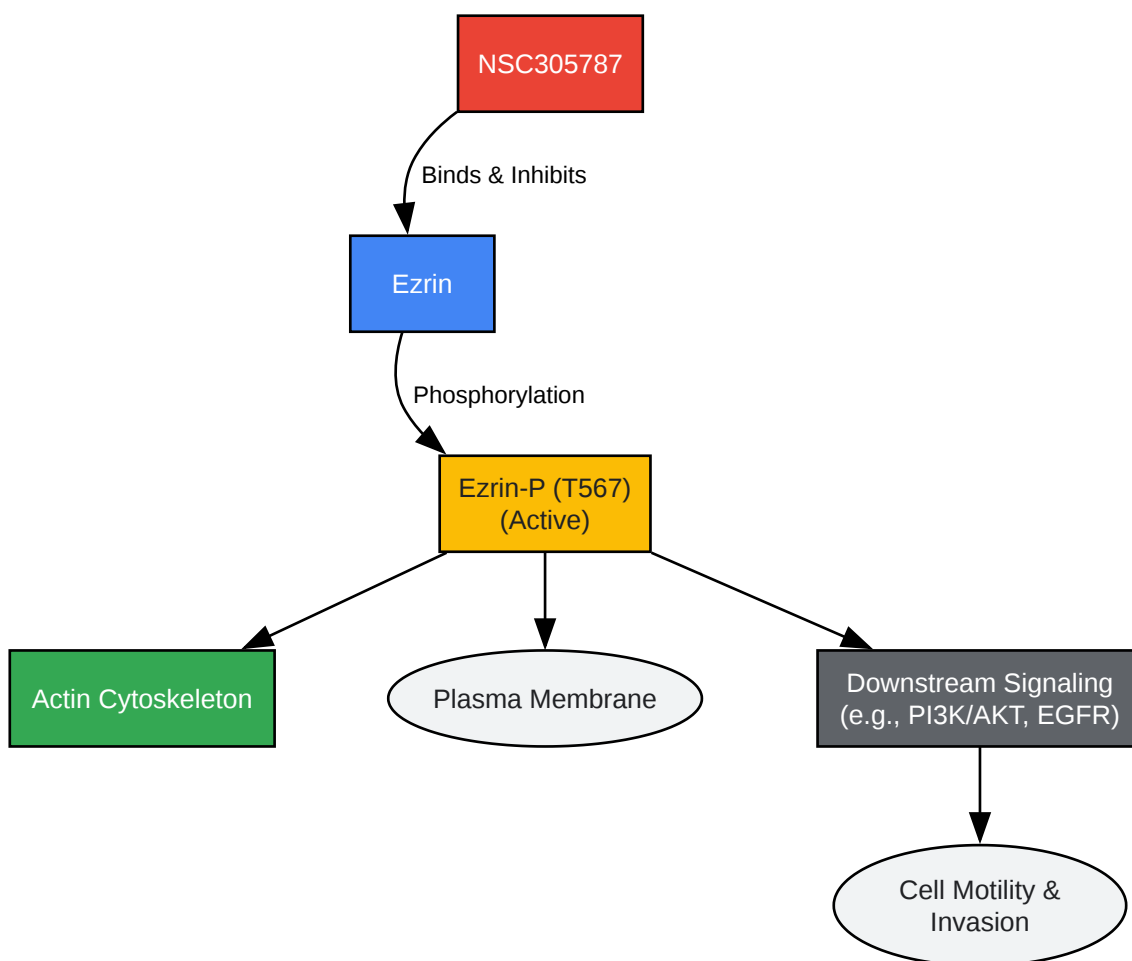 NSC305787
Binds & Inhibits
Ezrin
Phosphorylation
Ezrin-P (T567)
(Active)
Actin Cytoskeleton
Plasma Membrane
Downstream Signaling
(e.g., PI3K/AKT, EGFR)
Cell Motility &
Invasion